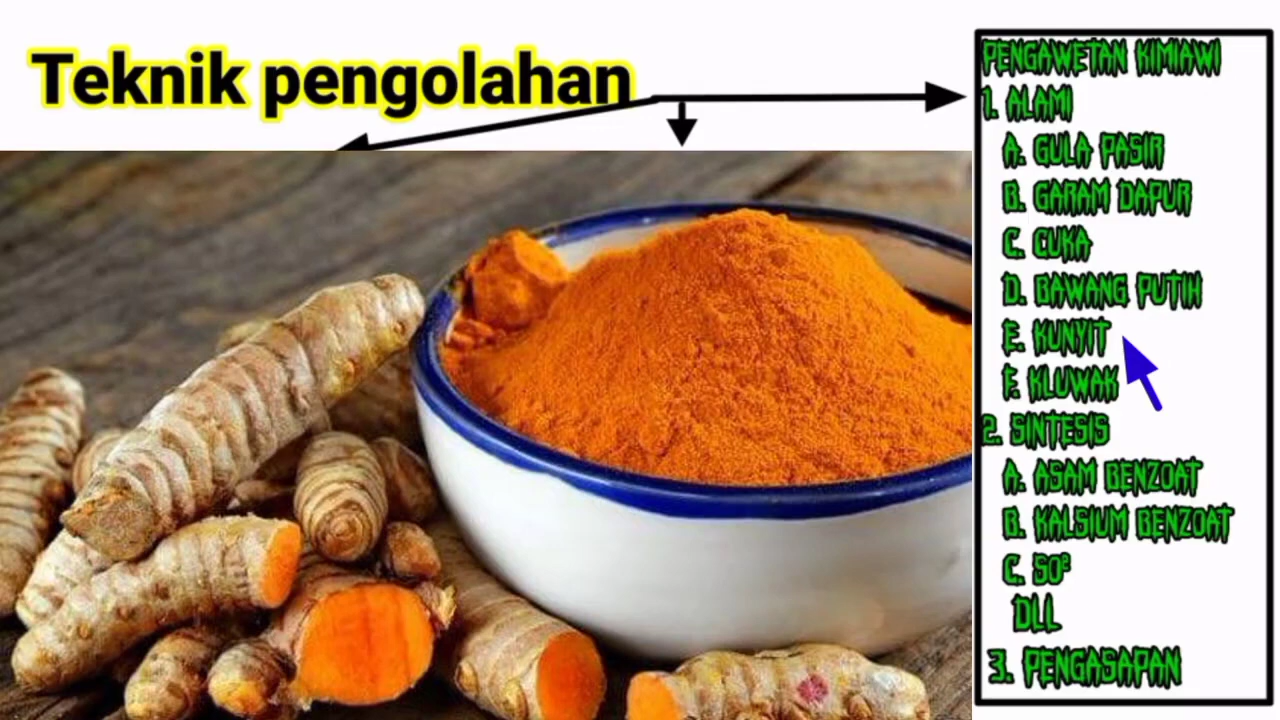 Teknik pengolahan
PENGAWETAN KIMIAWI
1. ALAMI
A. GULA PASIR
B. GARAM DAPUR
C. CUKA
D. BAWANG PUTIH
E. KUNYIT
F. KLUWAK
2. SINTESIS
A. ASAM BENZOAT
B. KALSIUM BENZOAT
C. SO²
DLL
3. PENGASAPAN